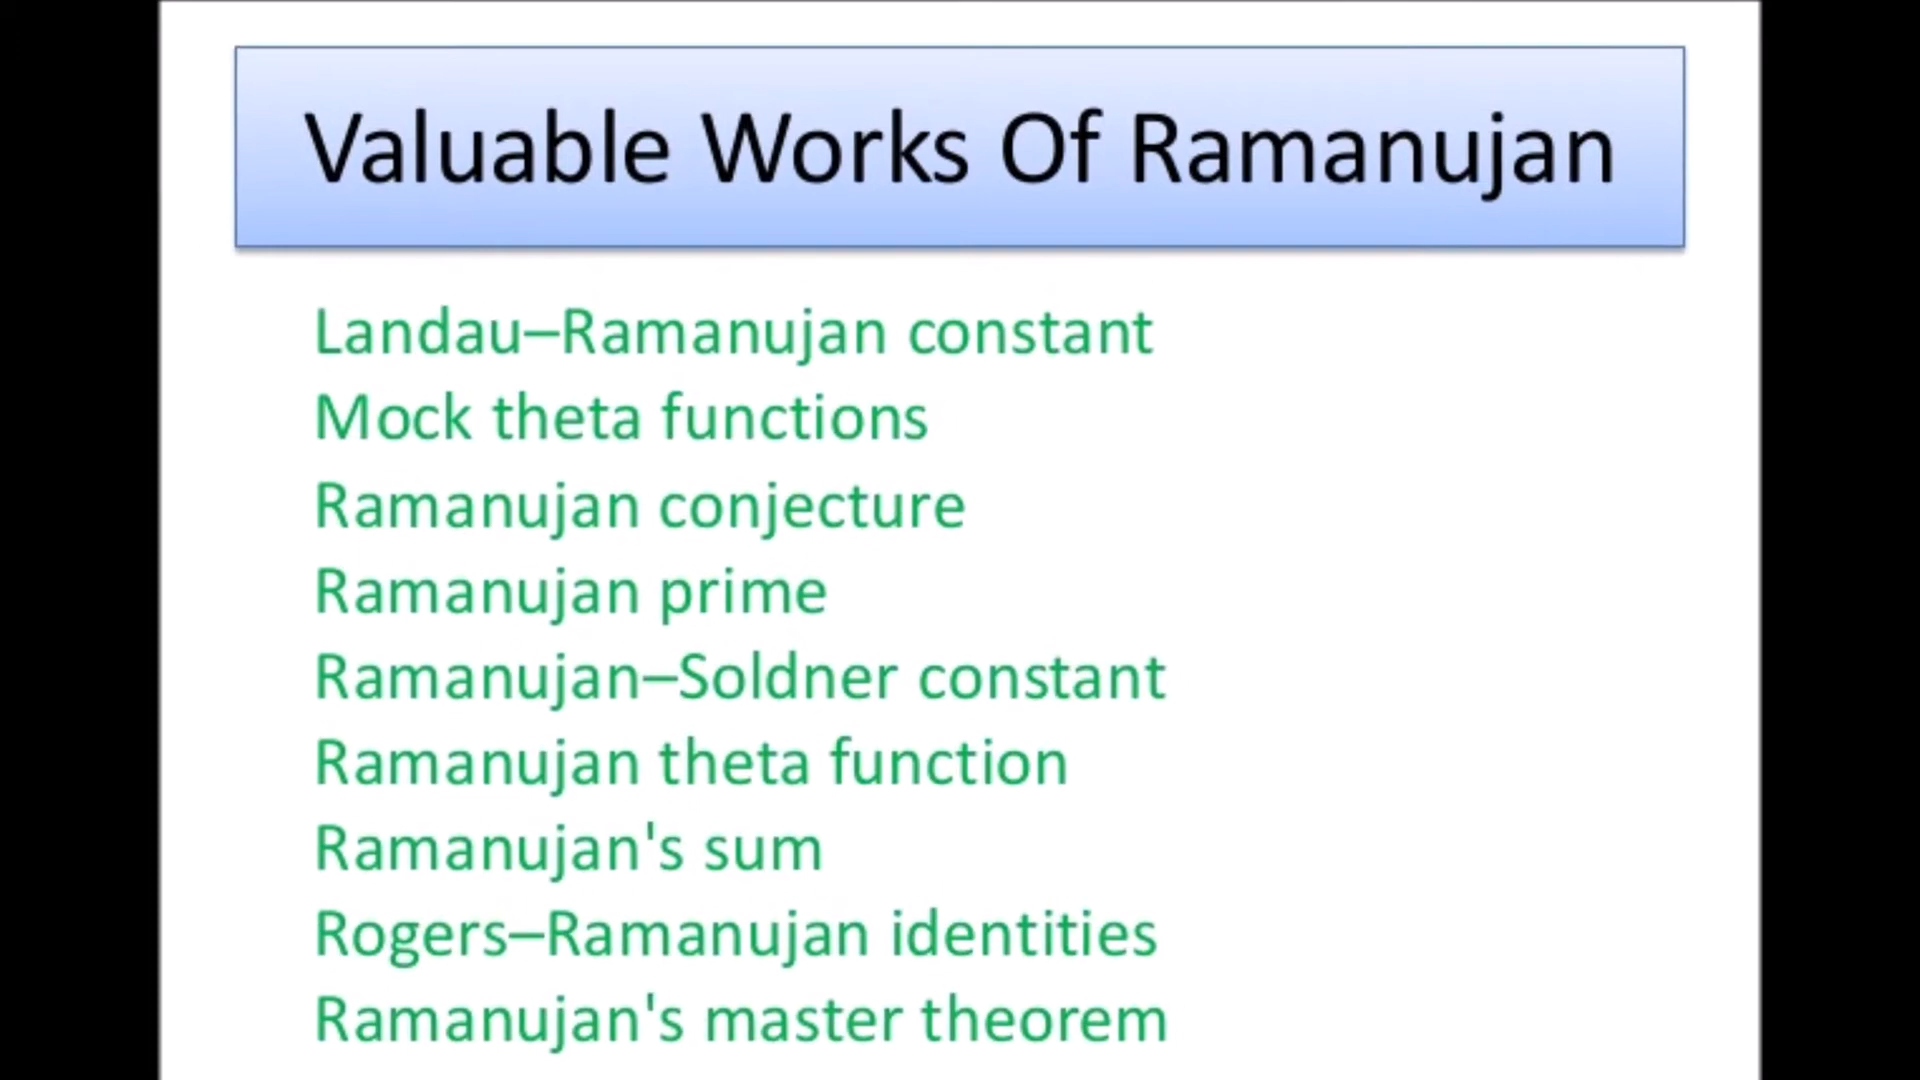 Valuable Works Of Ramanujan
Landau–Ramanujan constant
Mock theta functions
Ramanujan conjecture
Ramanujan prime
Ramanujan–Soldner constant
Ramanujan theta function
Ramanujan's sum
Rogers–Ramanujan identities
Ramanujan's master theorem